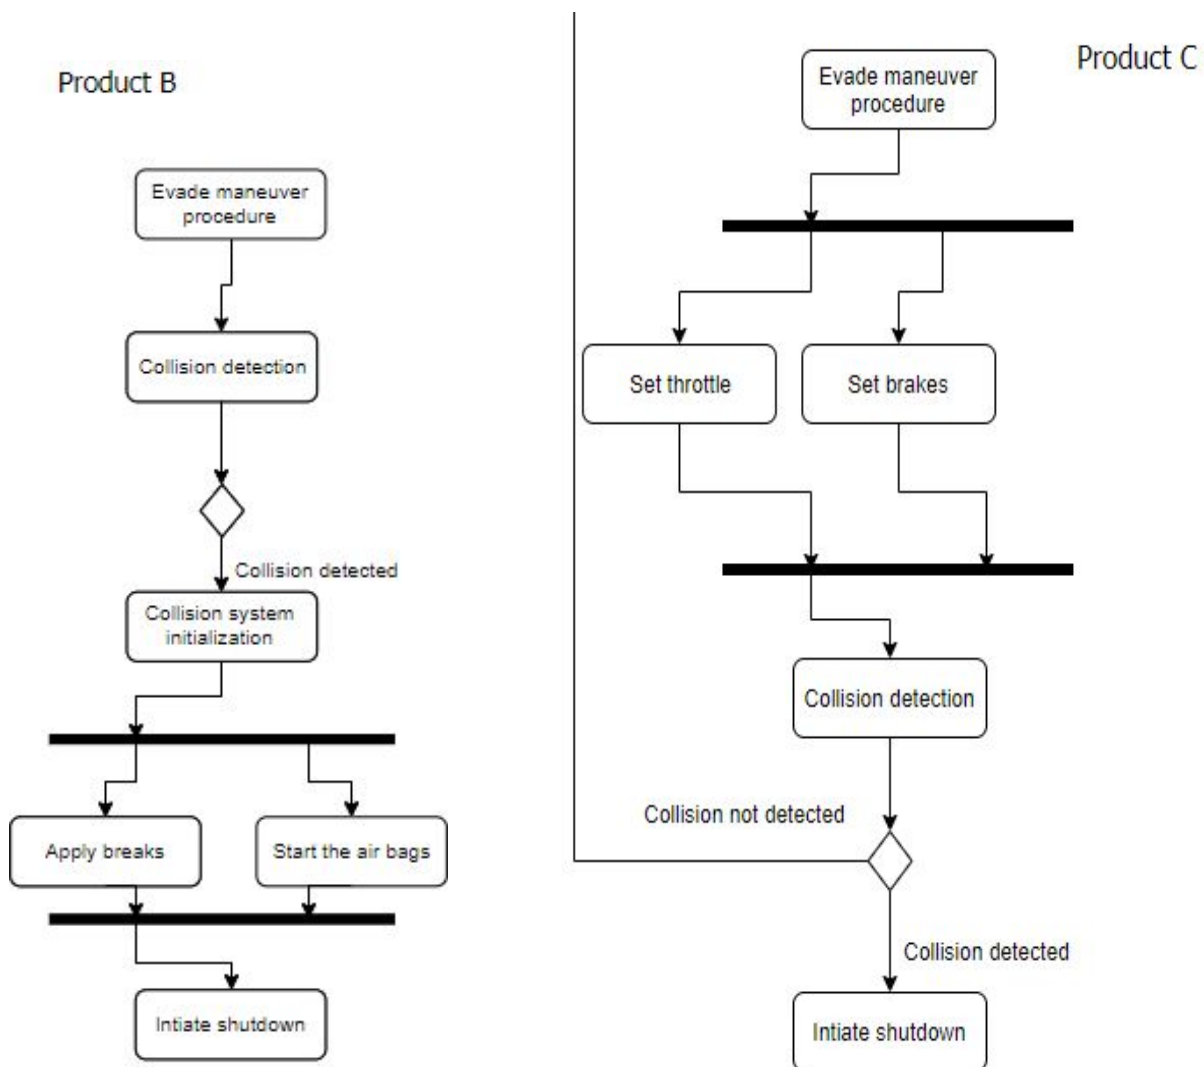 Product B
Evade maneuver
procedure
Collision detection
Collision detected
Collision system
initialization
Apply breaks
Start the air bags
Intiate shutdown
Product C
Evade maneuver
procedure
Set throttle
Set brakes
Collision detection
Collision not detected
Collision detected
Intiate shutdown